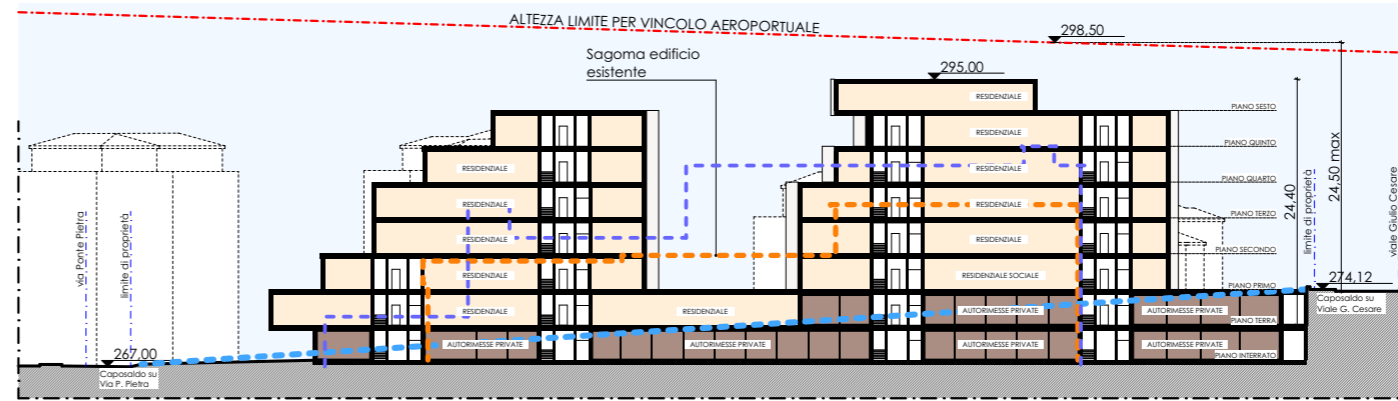 ALTEZZA LIMITE PER VINCOLO AEROPORTUALE
298,50
Sagoma edificio
esistente
295,00
RESIDENZIALE
PIANO SESTO
RESIDENZIALE
PIANO QUINTO
RESIDENZIALE
RESIDENZIALE
PIANO QUARTO
RESIDENZIALE
RESIDENZIALE
PIANO TERZO
RESIDENZIALE
RESIDENZIALE
PIANO SECONDO
RESIDENZIALE
RESIDENZIALE SOCIALE
PIANO PRIMO
RESIDENZIALE
RESIDENZIALE
AUTORIMESSE PRIVATE
AUTORIMESSE PRIVATE
PIANO TERRA
AUTORIMESSE PRIVATE
AUTORIMESSE PRIVATE
AUTORIMESSE PRIVATE
AUTORIMESSE PRIVATE
PIANO INTERRATO
via Ponte Pietra
limite di proprietà
24,40
limite di proprietà
24,50 max
viale Giulio Cesare
274,12
Caposaldo su
Viale G. Cesare
267,00
Caposaldo su
Via P. Pietra